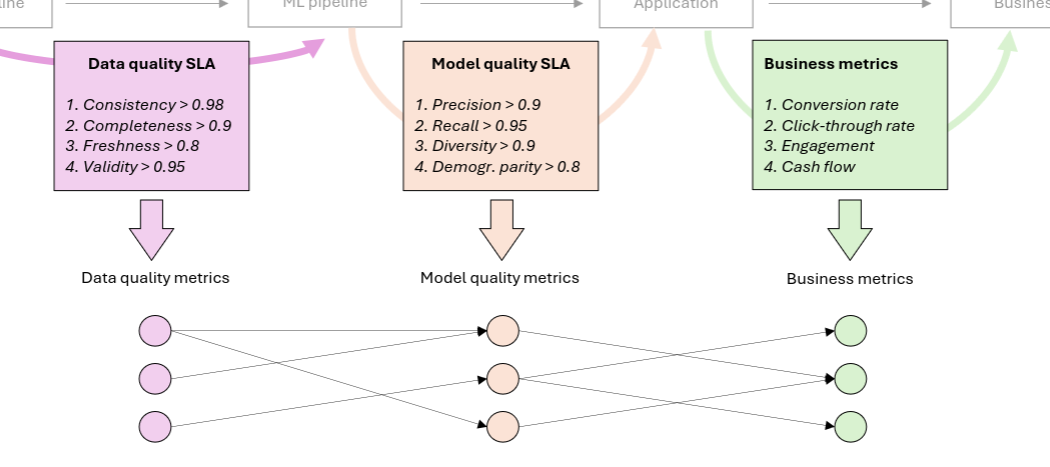 line
ML pipeline
Application
Busines
Data quality SLA
1. Consistency > 0.98
2. Completeness > 0.9
3. Freshness > 0.8
4. Validity > 0.95
Model quality SLA
1. Precision > 0.9
2. Recall > 0.95
3. Diversity > 0.9
4. Demogr. parity > 0.8
Business metrics
1. Conversion rate
2. Click-through rate
3. Engagement
4. Cash flow
Data quality metrics
Model quality metrics
Business metrics